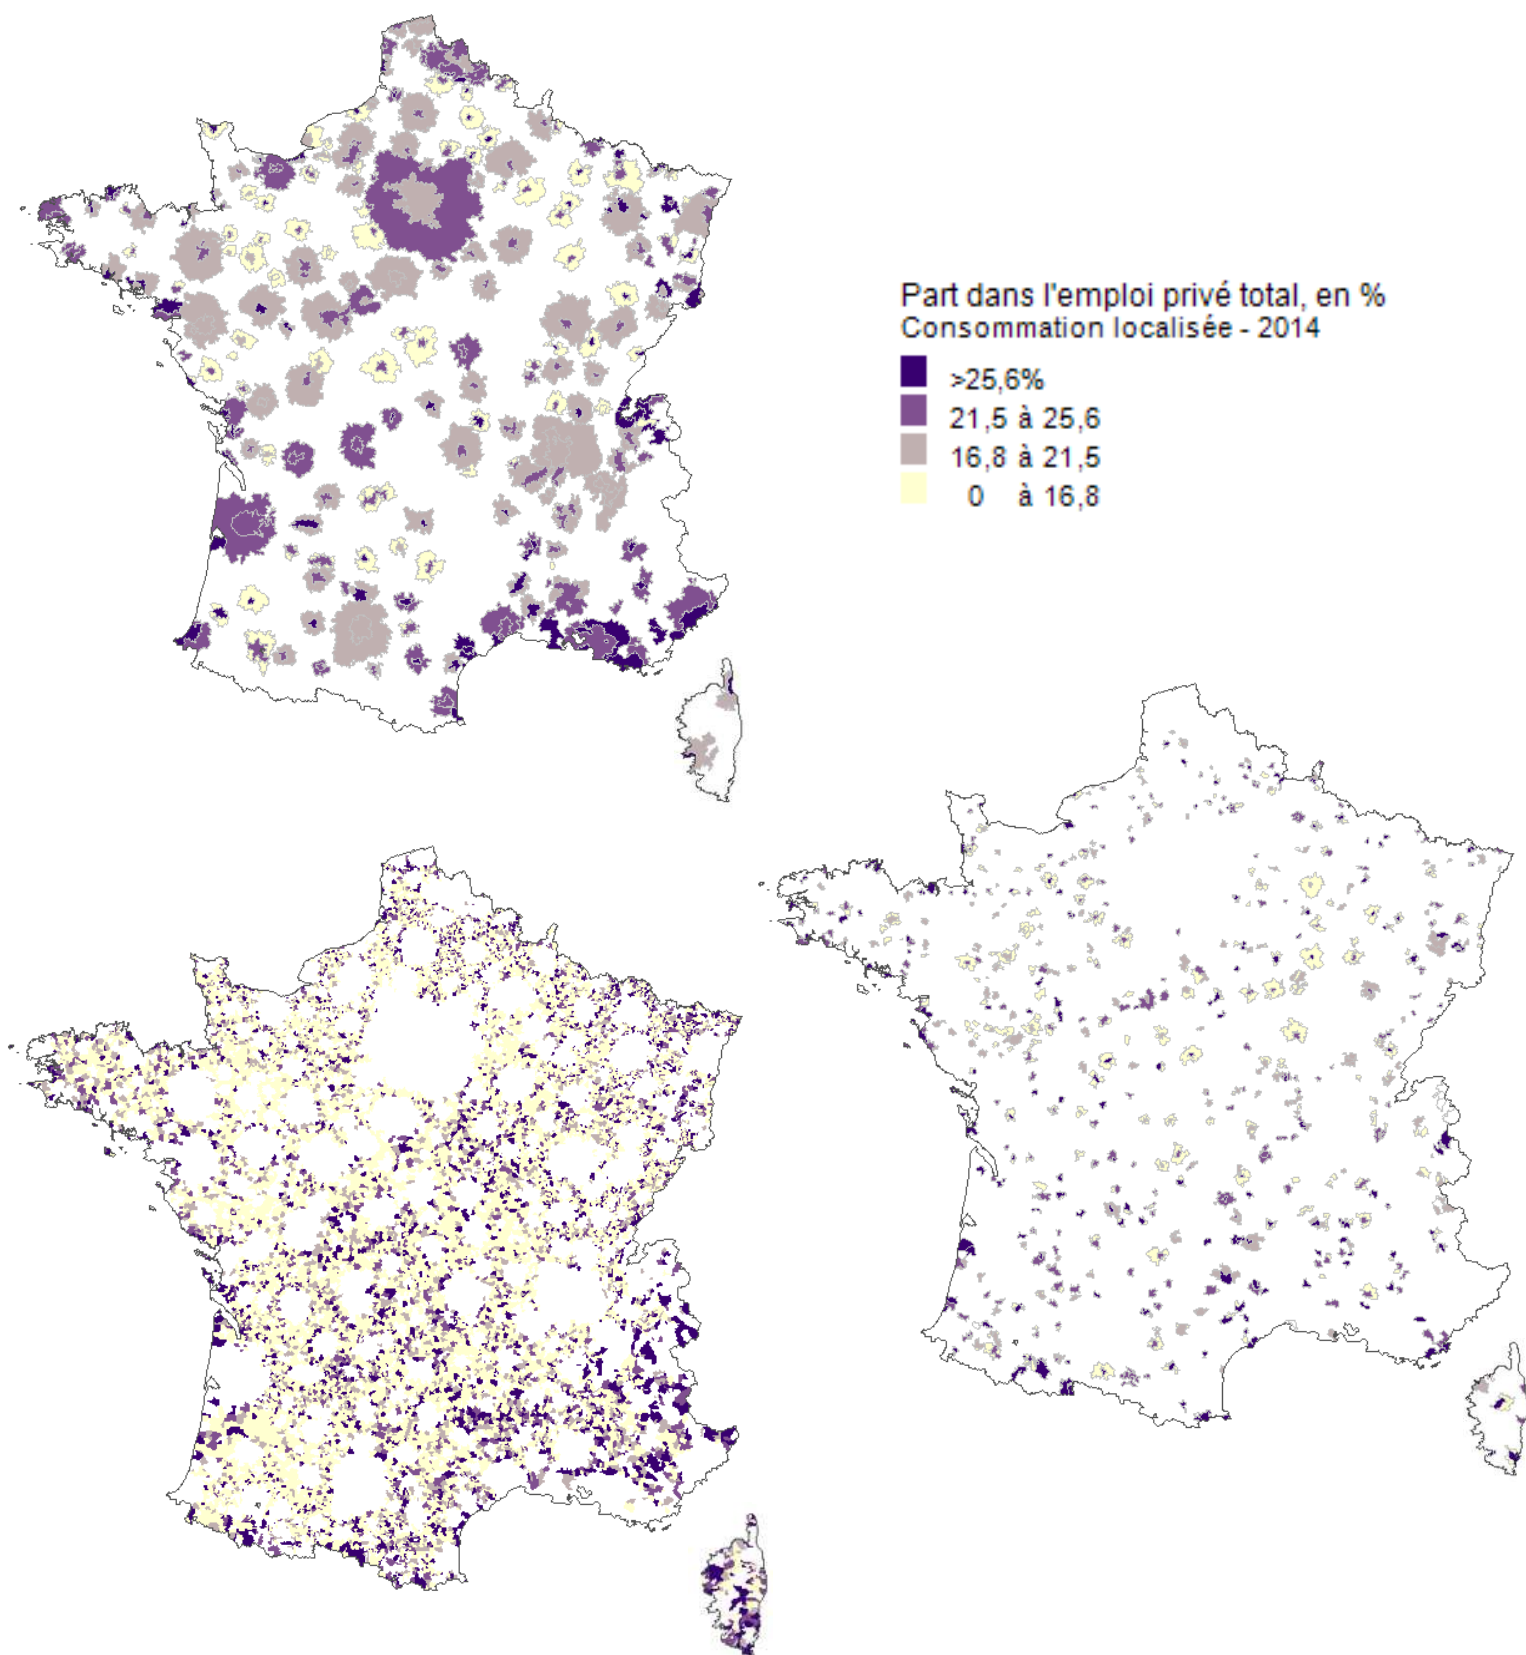 Part dans l'emploi privé total, en %
Consommation localisée - 2014
>25,6%
21,5 à 25,6
16,8 à 21,5
0 à 16,8